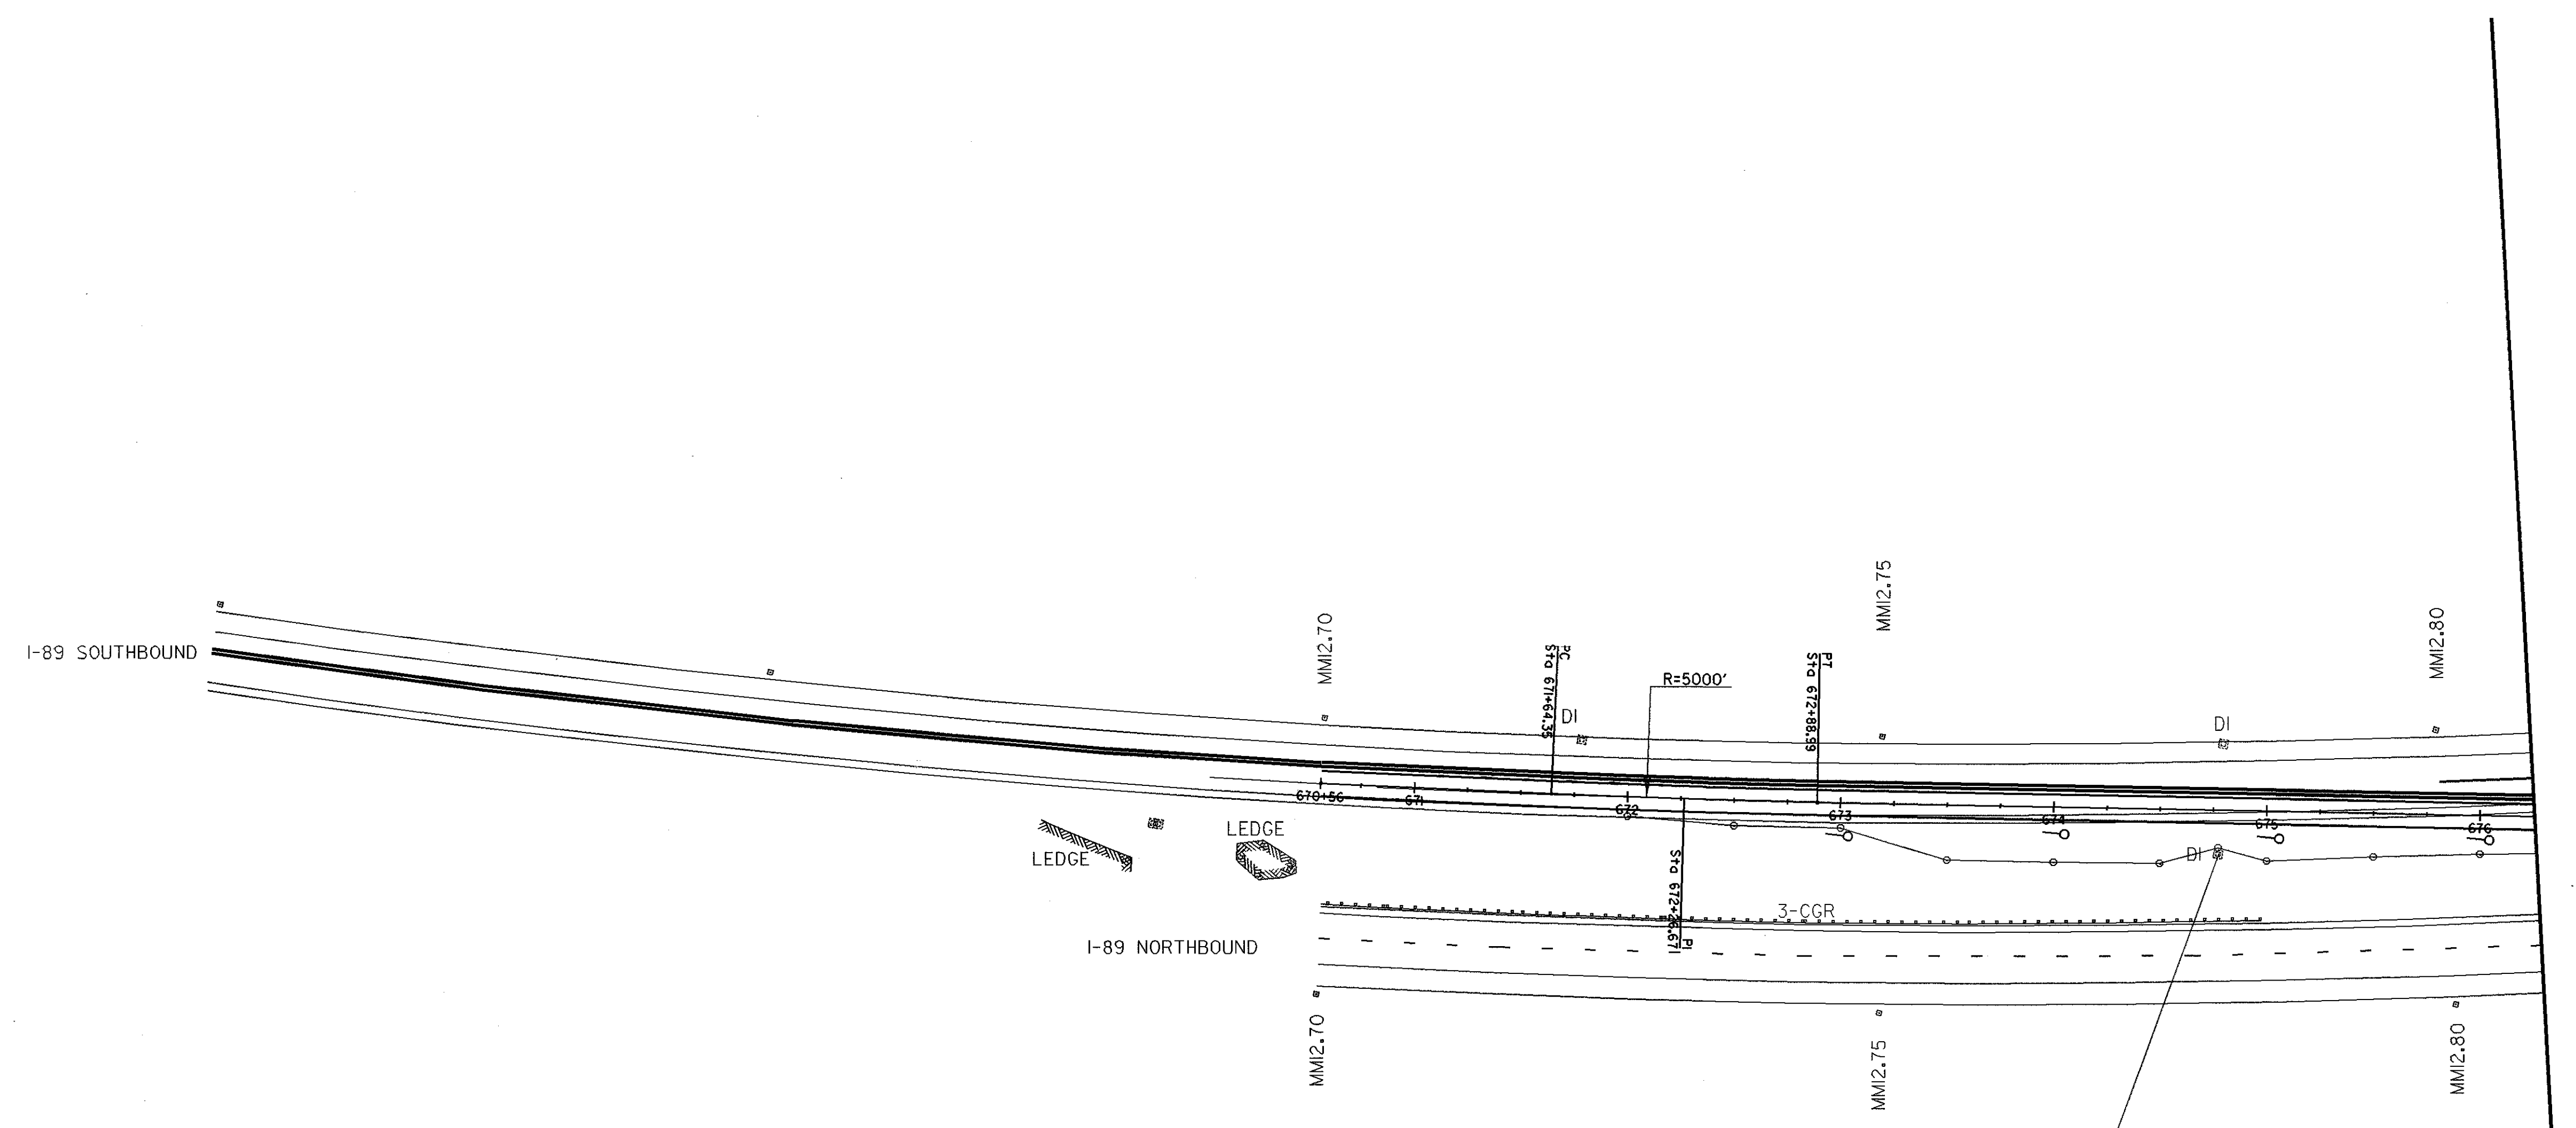 MM12.75
MM12.70
MM12.80
PC
Sta 671+64.35
PT
Sta 672+88.99
I-89 SOUTHBOUND
R=5000'
DI
DI
670+56
671
672
673
674
675
676
LEDGE
LEDGE
DI
Sta 672+26.671
PI
3-CGR
I-89 NORTHBOUND
MM12.70
MM12.75
MM12.80